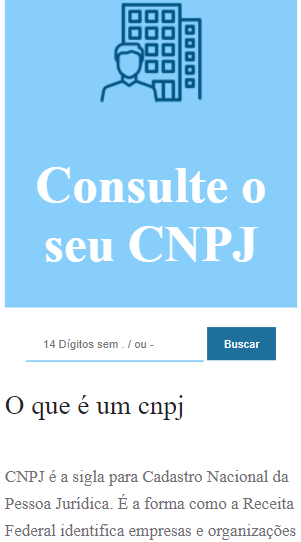 Consulte o
seu CNPJ
14 Dígitos sem . / ou -
Buscar
O que é um cnpj
CNPJ é a sigla para Cadastro Nacional da
Pessoa Jurídica. É a forma como a Receita
Federal identifica empresas e organizações